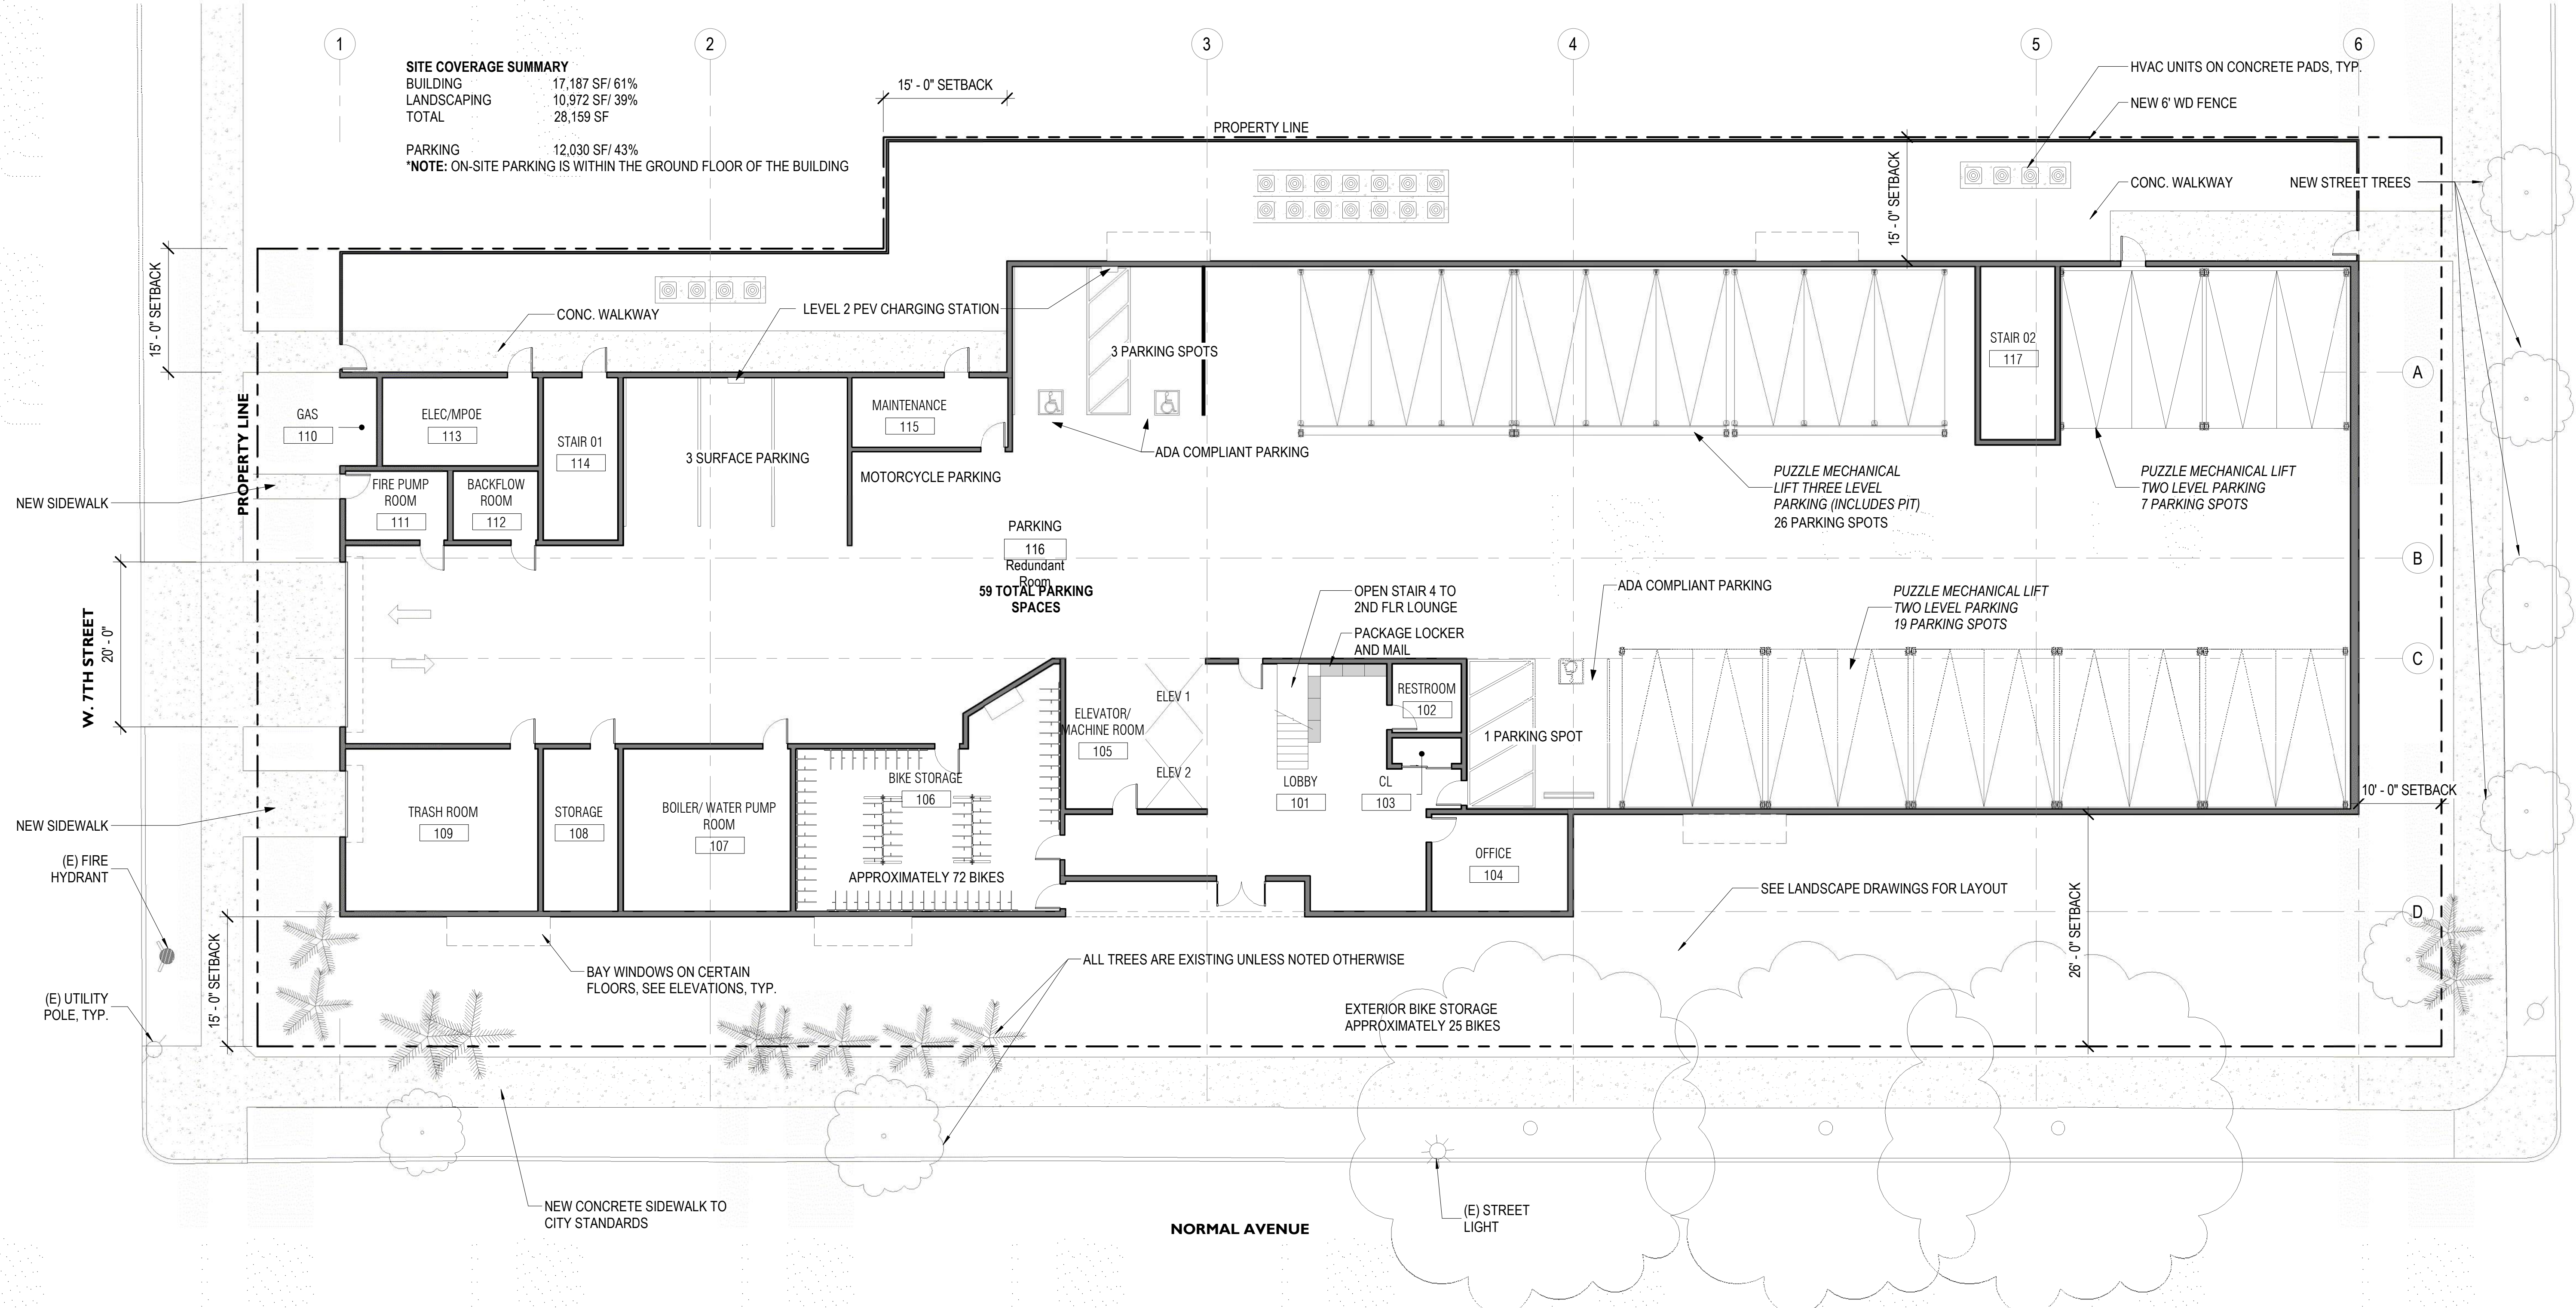 1
2
3
4
5
6
SITE COVERAGE SUMMARY
BUILDING 17,187 SF/ 61%
LANDSCAPING 10,972 SF/ 39%
TOTAL 28,159 SF
PARKING 12,030 SF/ 43%
*NOTE: ON-SITE PARKING IS WITHIN THE GROUND FLOOR OF THE BUILDING
15' - 0" SETBACK
PROPERTY LINE
HVAC UNITS ON CONCRETE PADS, TYP.
NEW 6' WD FENCE
15' - 0" SETBACK
CONC. WALKWAY
NEW STREET TREES
15' - 0" SETBACK
CONC. WALKWAY
LEVEL 2 PEV CHARGING STATION
3 PARKING SPOTS
STAIR 02
117
A
GAS
110
ELEC/MPOE
113
STAIR 01
114
MAINTENANCE
115
3 SURFACE PARKING
ADA COMPLIANT PARKING
MOTORCYCLE PARKING
PROPERTY LINE
NEW SIDEWALK
FIRE PUMP
ROOM
111
BACKFLOW
ROOM
112
PUZZLE MECHANICAL
LIFT THREE LEVEL
PARKING (INCLUDES PIT)
26 PARKING SPOTS
PUZZLE MECHANICAL LIFT
TWO LEVEL PARKING
7 PARKING SPOTS
PARKING
116
Redundant
Room
59 TOTAL PARKING
SPACES
B
W. 7TH STREET
20' - 0"
OPEN STAIR 4 TO
2ND FLR LOUNGE
PACKAGE LOCKER
AND MAIL
ADA COMPLIANT PARKING
PUZZLE MECHANICAL LIFT
TWO LEVEL PARKING
19 PARKING SPOTS
C
ELEV 1
ELEVATOR/
MACHINE ROOM
105
ELEV 2
RESTROOM
102
1 PARKING SPOT
LOBBY
101
CL
103
BIKE STORAGE
106
APPROXIMATELY 72 BIKES
TRASH ROOM
109
STORAGE
108
BOILER/ WATER PUMP
ROOM
107
OFFICE
104
10' - 0" SETBACK
NEW SIDEWALK
(E) FIRE
HYDRANT
SEE LANDSCAPE DRAWINGS FOR LAYOUT
D
26' - 0" SETBACK
15' - 0" SETBACK
BAY WINDOWS ON CERTAIN
FLOORS, SEE ELEVATIONS, TYP.
ALL TREES ARE EXISTING UNLESS NOTED OTHERWISE
(E) UTILITY
POLE, TYP.
EXTERIOR BIKE STORAGE
APPROXIMATELY 25 BIKES
NEW CONCRETE SIDEWALK TO
CITY STANDARDS
NORMAL AVENUE
(E) STREET
LIGHT